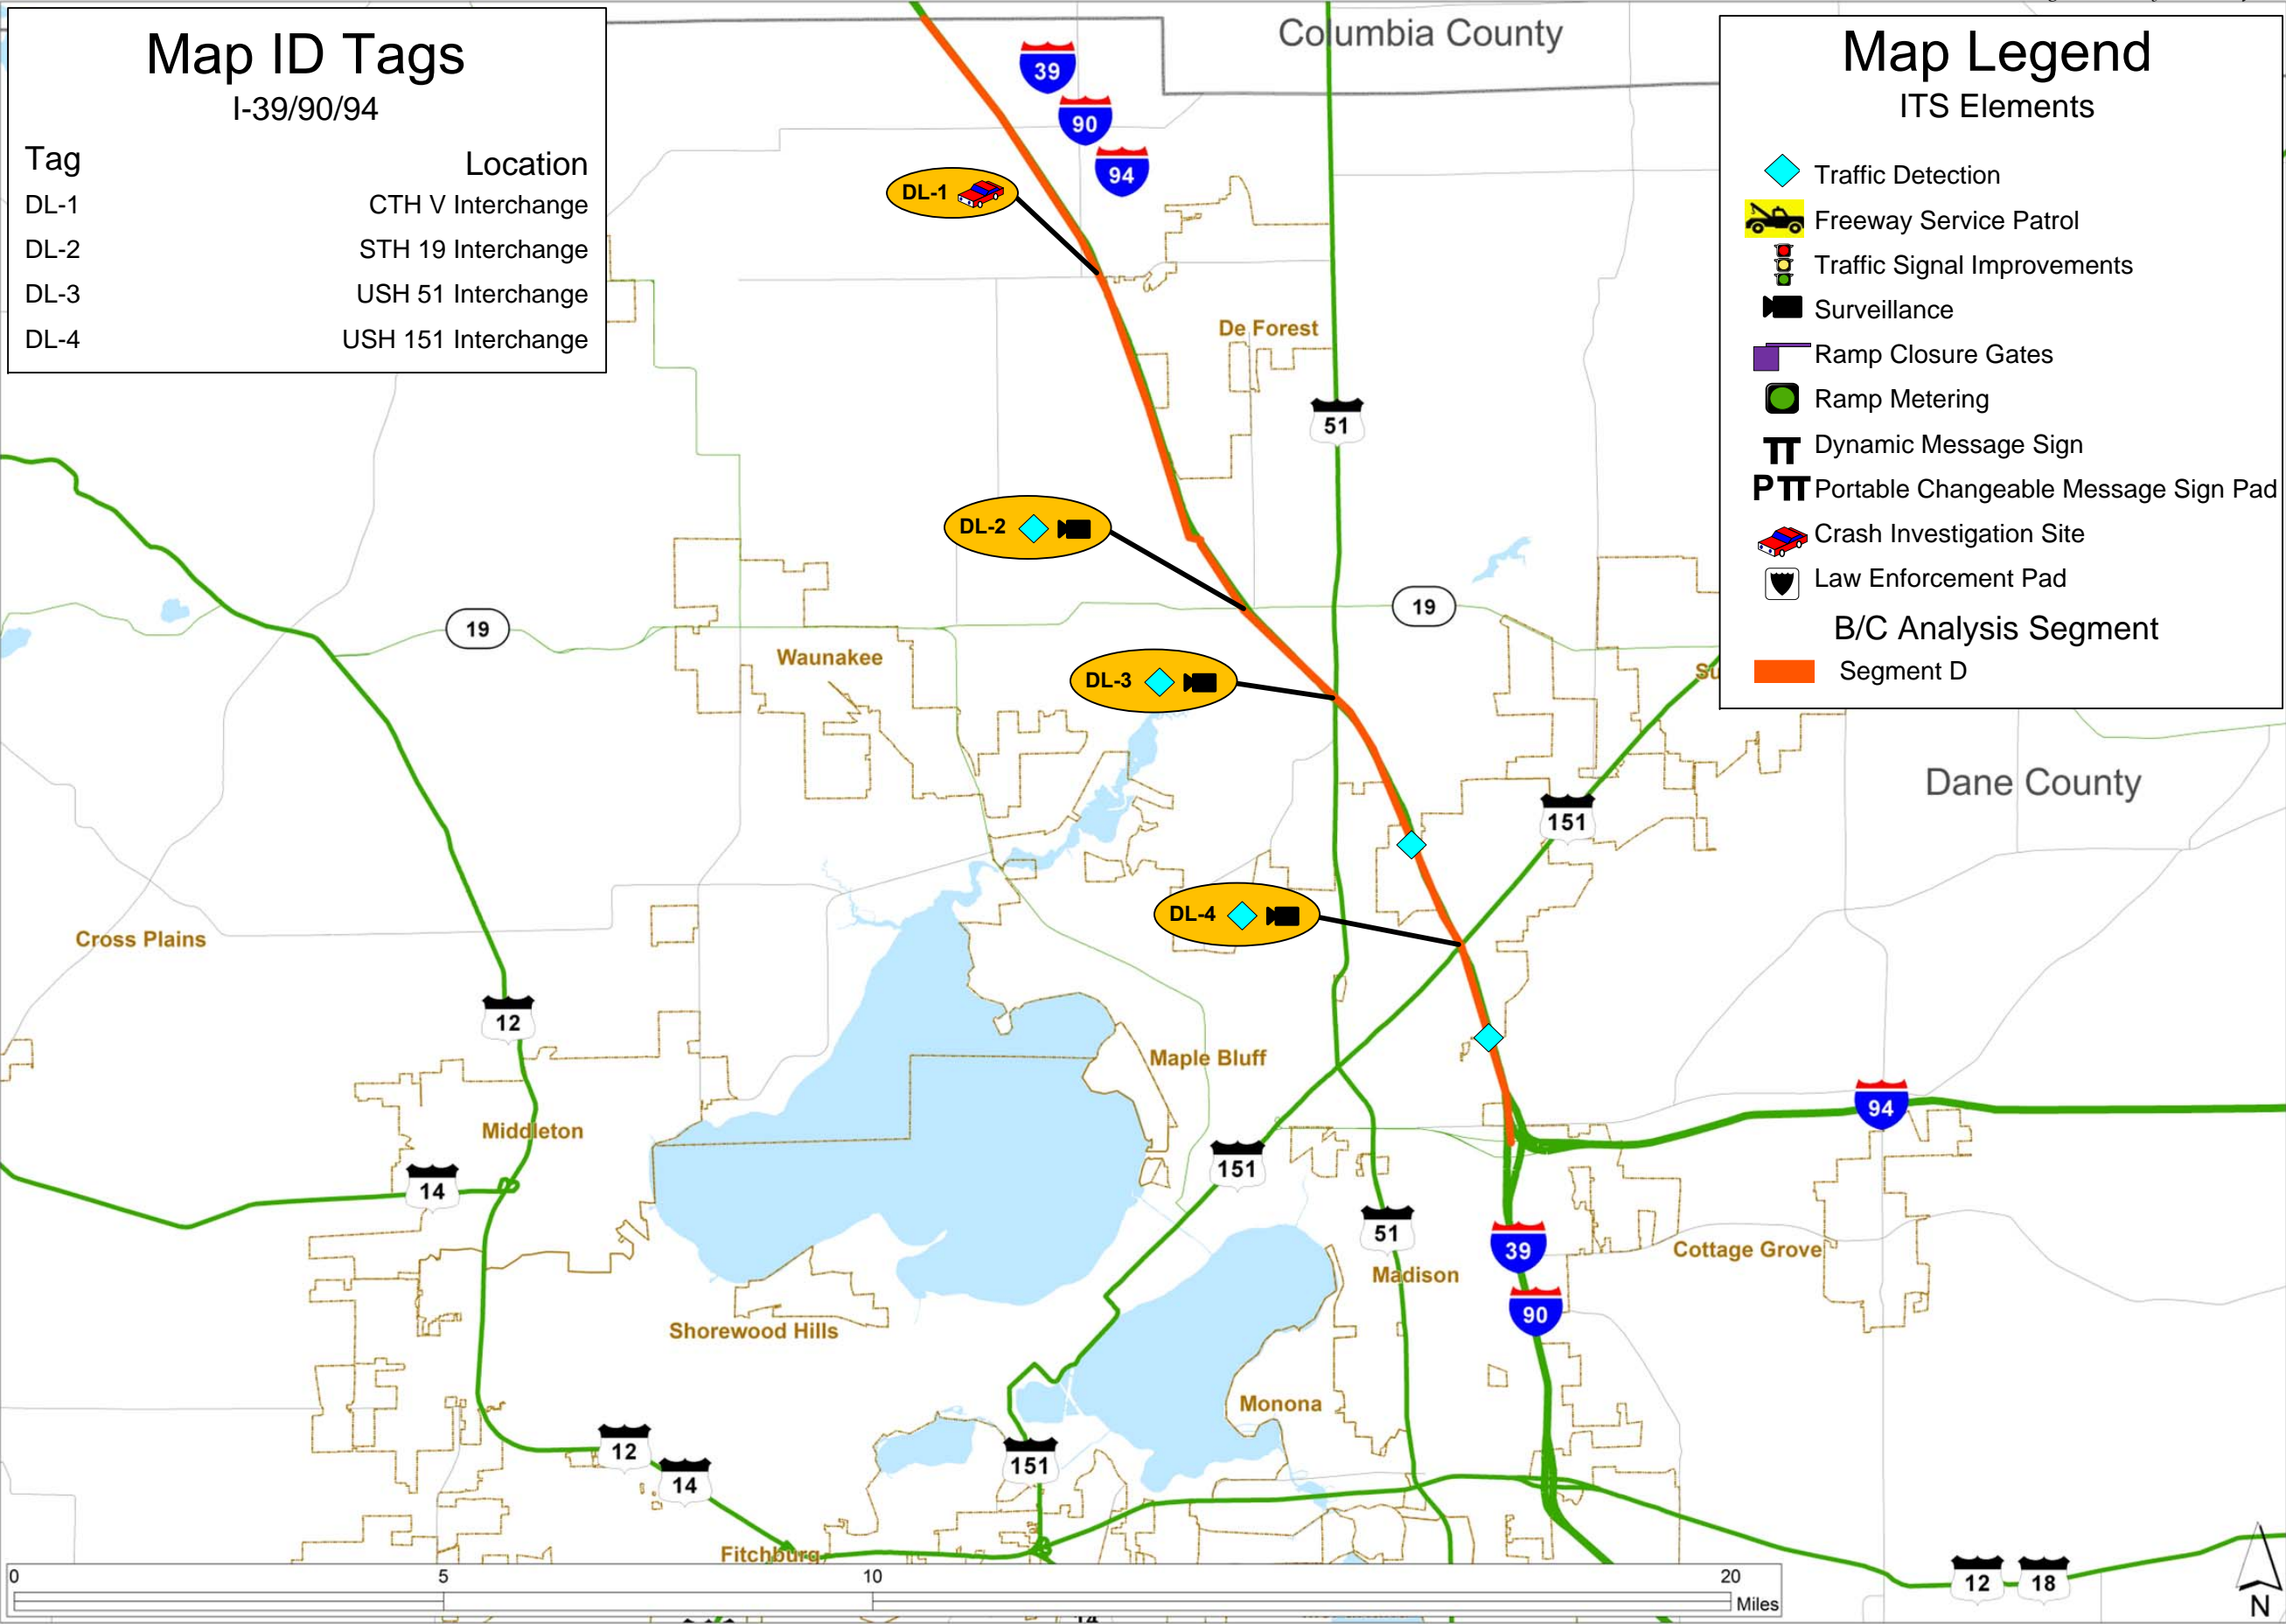 Map ID Tags
I-39/90/94
Tag Location
DL-1 CTH V Interchange
DL-2 STH 19 Interchange
DL-3 USH 51 Interchange
DL-4 USH 151 Interchange
Map Legend
ITS Elements
Traffic Detection
Freeway Service Patrol
Traffic Signal Improvements
Surveillance
Ramp Closure Gates
Ramp Metering
Dynamic Message Sign
P Portable Changeable Message Sign Pad
Crash Investigation Site
Law Enforcement Pad
B/C Analysis Segment
Segment D
Columbia County
39
90
94
DL-1
De Forest
51
DL-2
19
19
Waunakee
DL-3
Su
Dane County
151
DL-4
Cross Plains
12
Maple Bluff
94
Middleton
151
14
51
39
Cottage Grove
Madison
90
Shorewood Hills
Monona
12
151
14
Fitchburg
12
18
0 5 10 20
Miles
N